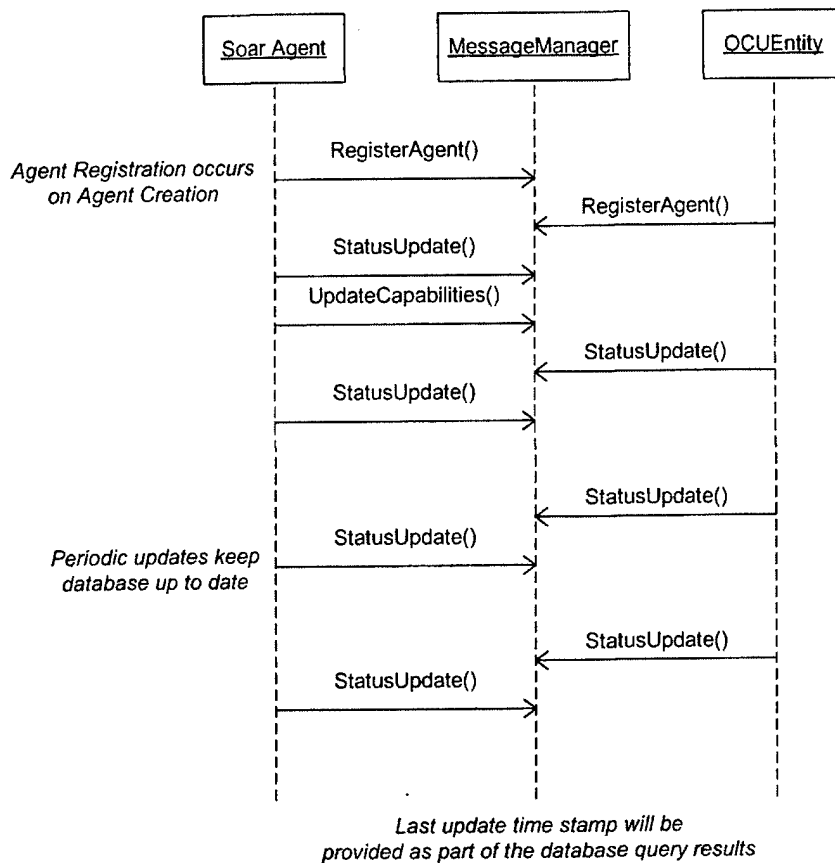 Soar Agent
MessageManager
OCUEntity
RegisterAgent()
Agent Registration occurs
on Agent Creation
RegisterAgent()
StatusUpdate()
UpdateCapabilities()
StatusUpdate()
StatusUpdate()
StatusUpdate()
StatusUpdate()
Periodic updates keep
database up to date
StatusUpdate()
StatusUpdate()
Last update time stamp will be
provided as part of the database query results